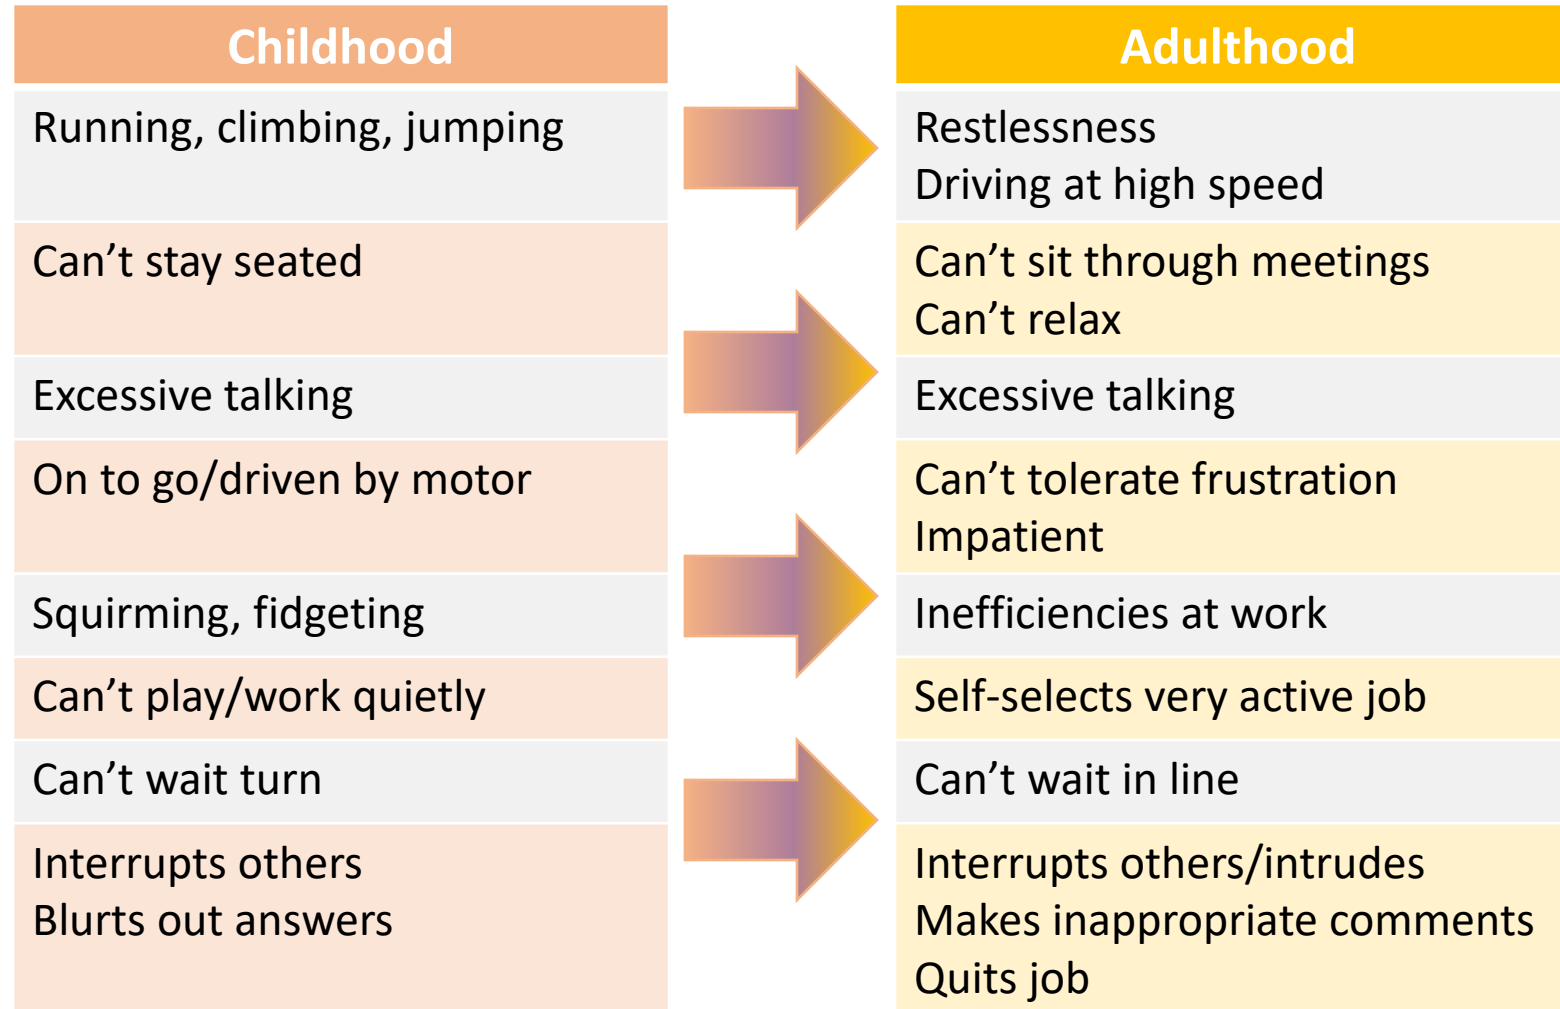 Childhood
Adulthood
Running, climbing, jumping
Restlessness
Driving at high speed
Can’t stay seated
Can’t sit through meetings
Can’t relax
Excessive talking
Excessive talking
On to go/driven by motor
Can’t tolerate frustration
Impatient
Squirming, fidgeting
Inefficiencies at work
Can’t play/work quietly
Self-selects very active job
Can’t wait turn
Can’t wait in line
Interrupts others
Blurts out answers
Interrupts others/intrudes
Makes inappropriate comments
Quits job